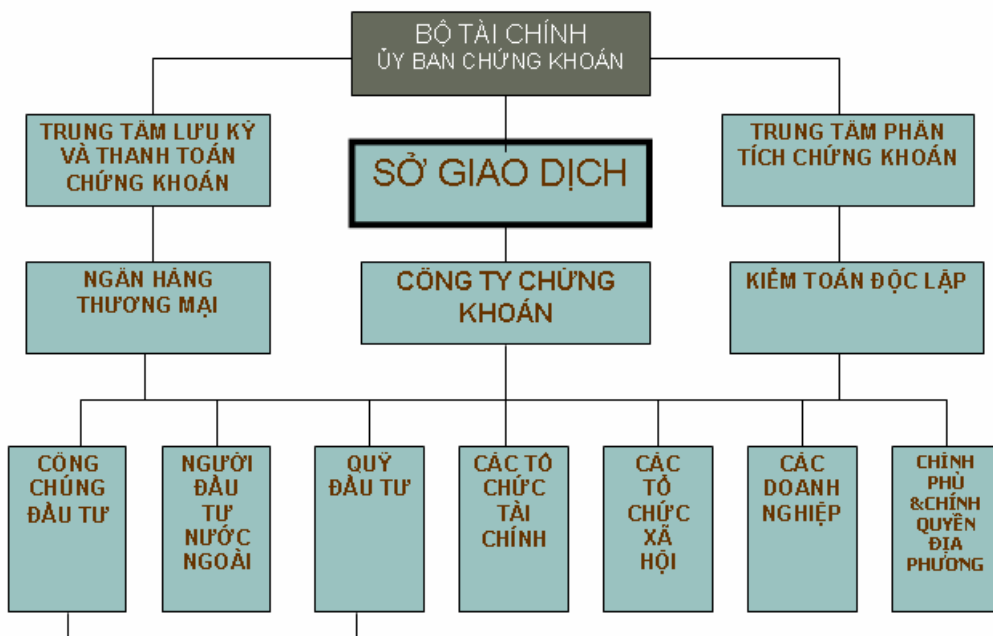 BỘ TÀI CHÍNH
ỦY BAN CHỨNG KHOÁN
TRUNG TÂM LƯU KÝ
VÀ THANH TOÁN
CHỨNG KHOÁN
SỞ GIAO DỊCH
TRUNG TÂM PHÂN
TÍCH CHỨNG KHOÁN
NGÂN HÀNG
THƯƠNG MẠI
CÔNG TY CHỨNG
KHOÁN
KIỂM TOÁN ĐỘC LẬP
CÔNG
CHÚNG
ĐẦU TƯ
NGƯỜI
ĐẦU
TƯ
NƯỚC
NGOÀI
QUỸ
ĐẦU TƯ
CÁC TỔ
CHỨC
TÀI
CHÍNH
CÁC
TỔ
CHỨC
XÃ
HỘI
CÁC
DOANH
NGHIỆP
CHÍNH
PHỦ
&CHÍNH
QUYỀN
ĐỊA
PHƯƠNG